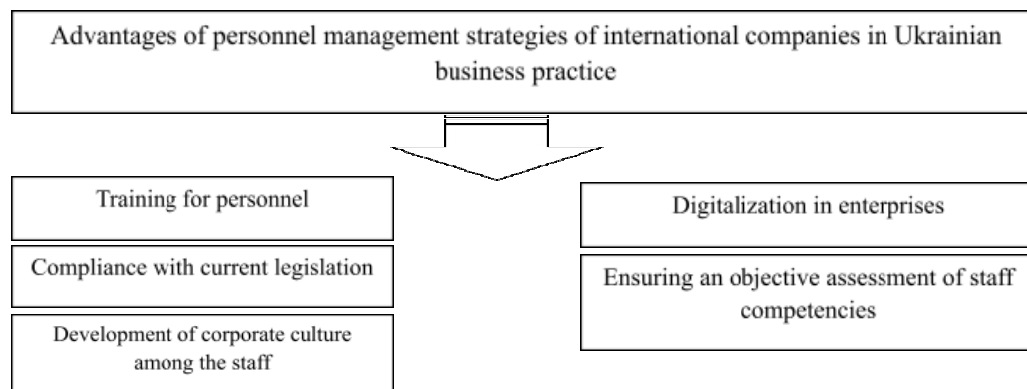 Advantages of personnel management strategies of international companies in Ukrainian
business practice
Training for personnel
Compliance with current legislation
Development of corporate culture
among the staff
Digitalization in enterprises
Ensuring an objective assessment of staff
competencies